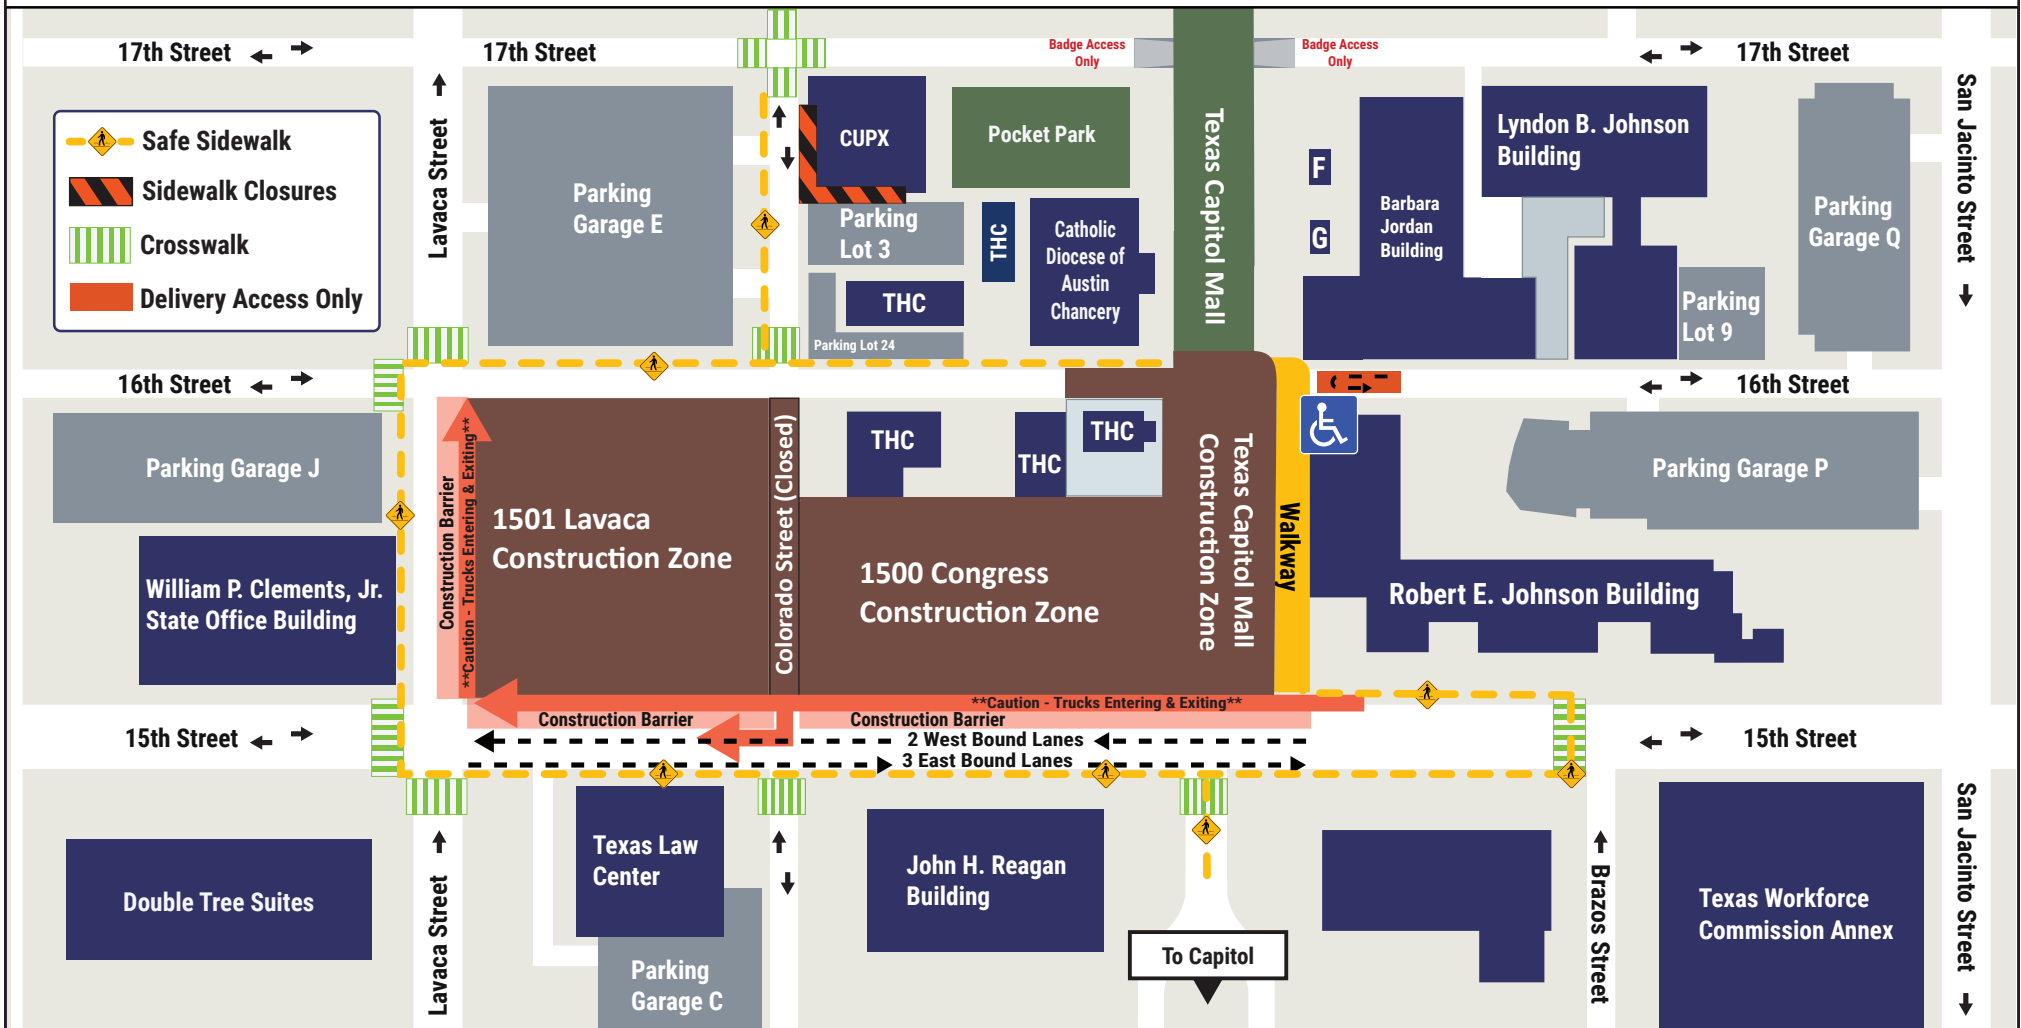 17th Street
17th Street
Badge Access
Only
Badge Access
Only
17th Street
Safe Sidewalk
Sidewalk Closures
Crosswalk
Delivery Access Only
Lavaca Street
Parking
Garage E
CUPX
Pocket Park
Parking
Lot 3
THC
THC
Parking Lot 24
Catholic
Diocese of
Austin
Chancery
Texas Capitol Mall
F
G
Barbara
Jordan
Building
Lyndon B. Johnson
Building
Parking
Lot 9
Parking
Garage Q
San Jacinto Street
16th Street
16th Street
Parking Garage J
William P. Clements, Jr.
State Office Building
Construction Barrier
**Caution - Trucks Entering & Exiting**
1501 Lavaca
Construction Zone
Colorado Street (Closed)
THC
THC
THC
1500 Congress
Construction Zone
Texas Capitol Mall
Construction Zone
Walkway
Parking Garage P
Robert E. Johnson Building
**Caution - Trucks Entering & Exiting**
Construction Barrier
Construction Barrier
15th Street
2 West Bound Lanes
3 East Bound Lanes
15th Street
Double Tree Suites
Lavaca Street
Texas Law
Center
Parking
Garage C
John H. Reagan
Building
To Capitol
Brazos Street
Texas Workforce
Commission Annex
San Jacinto Street